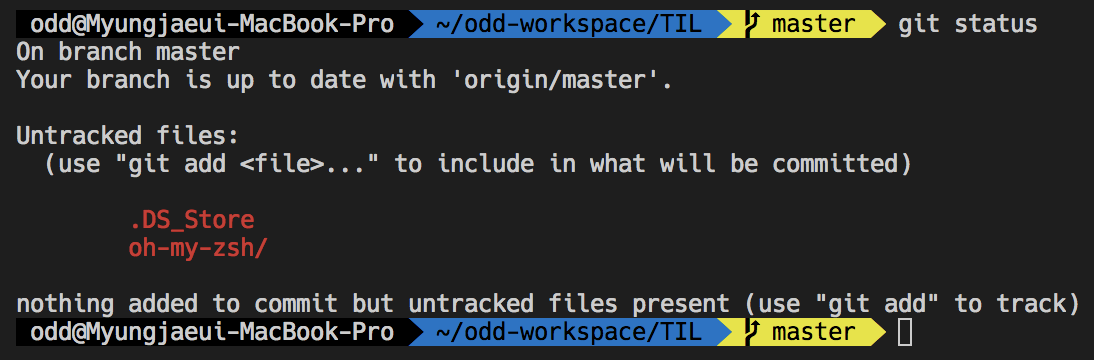 odd@Myungjaeui-MacBook-Pro ~/odd-workspace/TIL master git status
On branch master
Your branch is up to date with 'origin/master'.
Untracked files:
(use "git add <file>..." to include in what will be committed)
.DS_Store
oh-my-zsh/
nothing added to commit but untracked files present (use "git add" to track)
odd@Myungjaeui-MacBook-Pro ~/odd-workspace/TIL master